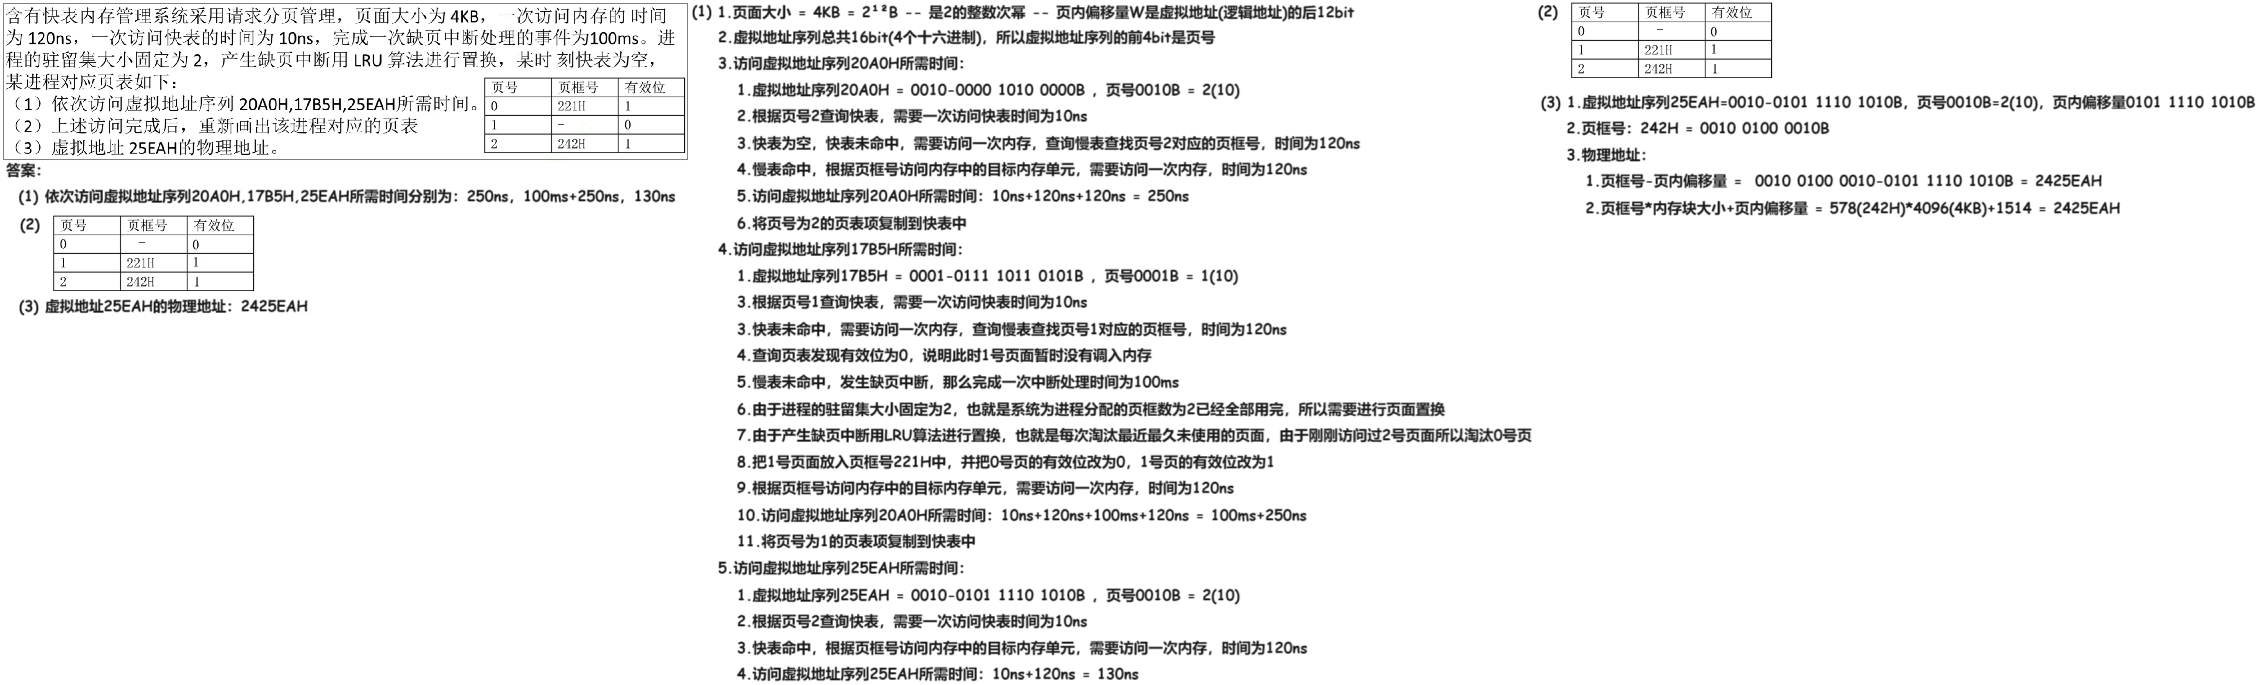 含有快表内存管理系统采用请求分页管理，页面大小为 4KB，一次访问内存的 时间
为 120ns，一次访问快表的时间为 10ns，完成一次缺页中断处理的事件为100ms。进
程的驻留集大小固定为 2，产生缺页中断用 LRU 算法进行置换，某时 刻快表为空，
某进程对应页表如下：
（1）依次访问虚拟地址序列 20A0H,17B5H,25EAH所需时间。
（2）上述访问完成后，重新画出该进程对应的页表
（3）虚拟地址 25EAH的物理地址。
页号 页框号 有效位
0 221H 1
1 - 0
2 242H 1
答案：
(1) 依次访问虚拟地址序列20A0H,17B5H,25EAH所需时间分别为：250ns，100ms+250ns，130ns
(2)
页号 页框号 有效位
0 - 0
1 221H 1
2 242H 1
(3) 虚拟地址25EAH的物理地址：2425EAH
(1) 1.页面大小 = 4KB = 2¹²B -- 是2的整数次幂 -- 页内偏移量W是虚拟地址(逻辑地址)的后12bit
2.虚拟地址序列总共16bit(4个十六进制)，所以虚拟地址序列的前4bit是页号
3.访问虚拟地址序列20A0H所需时间：
1.虚拟地址序列20A0H = 0010-0000 1010 0000B ，页号0010B = 2(10)
2.根据页号2查询快表，需要一次访问快表时间为10ns
3.快表为空，快表未命中，需要访问一次内存，查询慢表查找页号2对应的页框号，时间为120ns
4.慢表命中，根据页框号访问内存中的目标内存单元，需要访问一次内存，时间为120ns
5.访问虚拟地址序列20A0H所需时间：10ns+120ns+120ns = 250ns
6.将页号为2的页表项复制到快表中
4.访问虚拟地址序列17B5H所需时间：
1.虚拟地址序列17B5H = 0001-0111 1011 0101B ，页号0001B = 1(10)
3.根据页号1查询快表，需要一次访问快表时间为10ns
3.快表未命中，需要访问一次内存，查询慢表查找页号1对应的页框号，时间为120ns
4.查询页表发现有效位为0，说明此时1号页面暂时没有调入内存
5.慢表未命中，发生缺页中断，那么完成一次中断处理时间为100ms
6.由于进程的驻留集大小固定为2，也就是系统为进程分配的页框数为2已经全部用完，所以需要进行页面置换
7.由于产生缺页中断用LRU算法进行置换，也就是每次淘汰最近最久未使用的页面，由于刚刚访问过2号页面所以淘汰0号页
8.把1号页面放入页框号221H中，并把0号页的有效位改为0，1号页的有效位改为1
9.根据页框号访问内存中的目标内存单元，需要访问一次内存，时间为120ns
10.访问虚拟地址序列20A0H所需时间：10ns+120ns+100ms+120ns = 100ms+250ns
11.将页号为1的页表项复制到快表中
5.访问虚拟地址序列25EAH所需时间：
1.虚拟地址序列25EAH = 0010-0101 1110 1010B ，页号0010B = 2(10)
2.根据页号2查询快表，需要一次访问快表时间为10ns
3.快表命中，根据页框号访问内存中的目标内存单元，需要访问一次内存，时间为120ns
4.访问虚拟地址序列25EAH所需时间：10ns+120ns = 130ns
(2)
页号 页框号 有效位
0 - 0
1 221H 1
2 242H 1
(3) 1.虚拟地址序列25EAH=0010-0101 1110 1010B，页号0010B=2(10)，页内偏移量0101 1110 1010B
2.页框号：242H = 0010 0100 0010B
3.物理地址：
1.页框号-页内偏移量 = 0010 0100 0010-0101 1110 1010B = 2425EAH
2.页框号*内存块大小+页内偏移量 = 578(242H)*4096(4KB)+1514 = 2425EAH